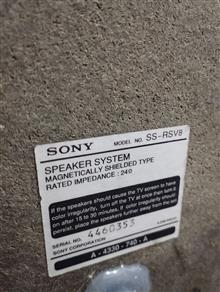 SONY
MODEL NO. SS-RSV8
SPEAKER SYSTEM
MAGNETICALLY SHIELDED TYPE
RATED IMPEDANCE : 24Ω
If the speakers should cause the TV screen to have
color irregularity, turn off the TV at once then turn it
on after 15 to 30 minutes. If color irregularity should
persist, place the speakers further away from the set.
SERIAL NO. 4460353
SONY CORPORATION
A - 4330 - 740 - A